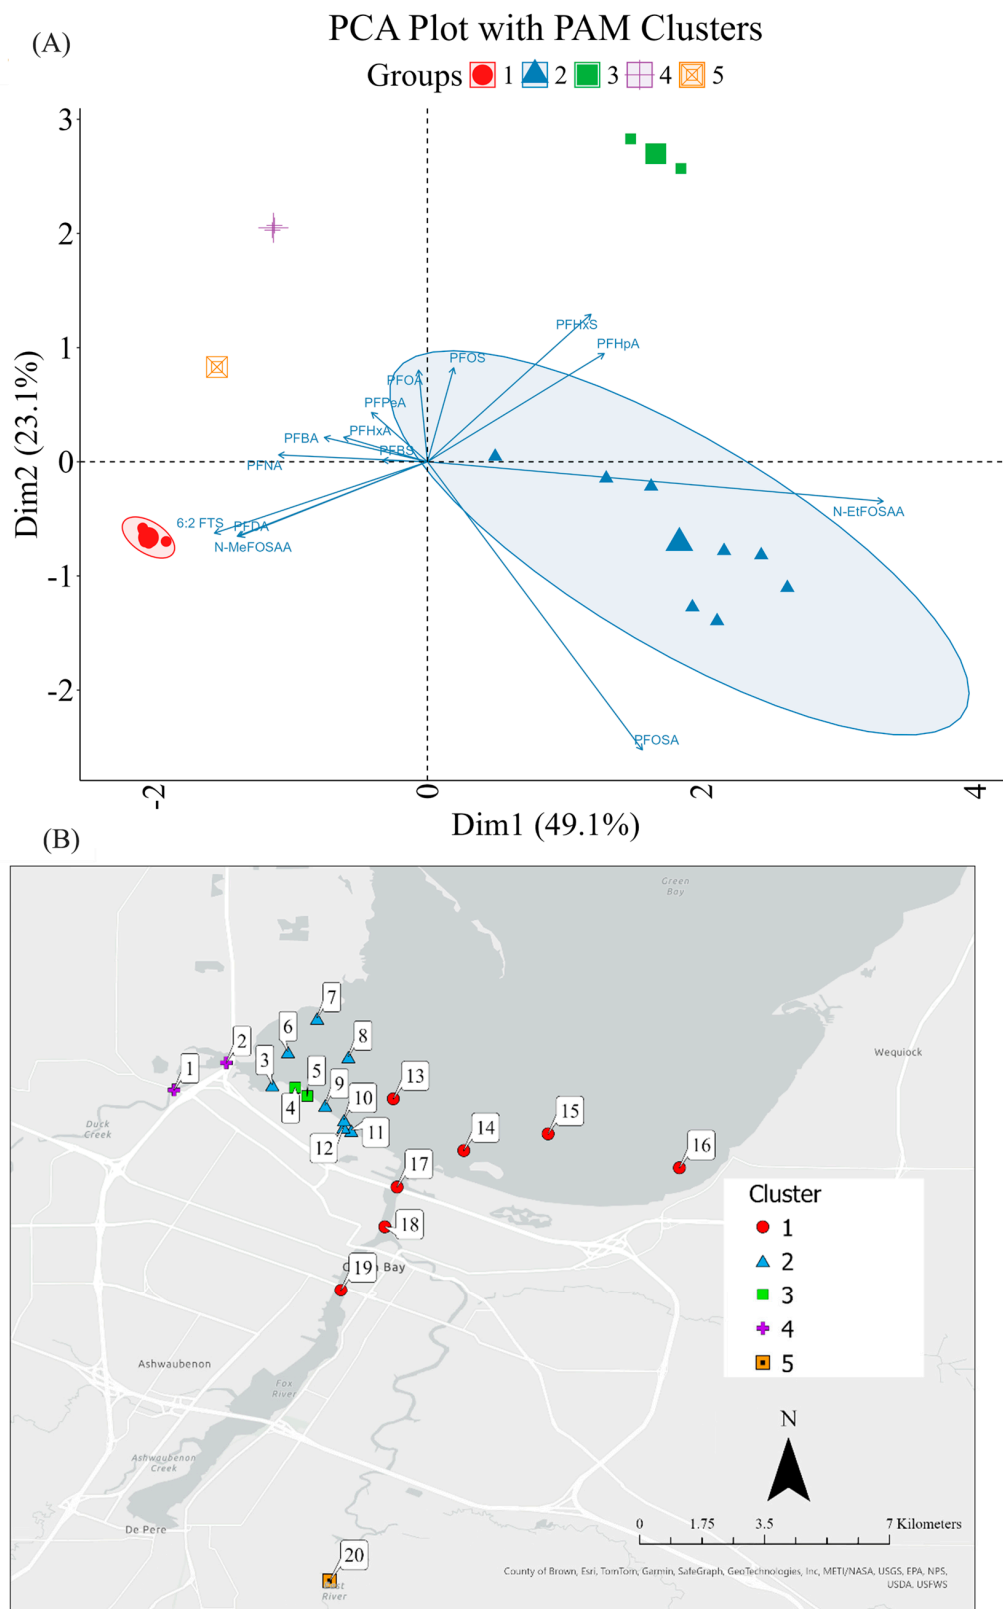 (A)
PCA Plot with PAM Clusters
Groups 1 2 3 4 5
3
2
1
0
-1
-2
Dim2 (23.1%)
PFHxS
PFHpA
PFOS
PFOA
PFPeA
PFHxA
PFBA
PFBS
PFNA
N-EtFOSAA
6:2 FTS
PFDA
N-MeFOSAA
PFOSA
-2 0 2 4
Dim1 (49.1%)
(B)
Green
Bay
7
6
2
8
1
3
5
13
9
4
10
15
Wequiock
Duck
Creek
11
12
14
16
17
18
19
Bay
Cluster
1
2
3
4
5
Ashwaubenon
Fox
River
Ashwaubenon
Creek
De Pere
N
0 1.75 3.5 7 Kilometers
20
River
County of Brown, Esri, TomTom, Garmin, SafeGraph, GeoTechnologies, Inc, METI/NASA, USGS, EPA, NPS,
USDA, USFWS